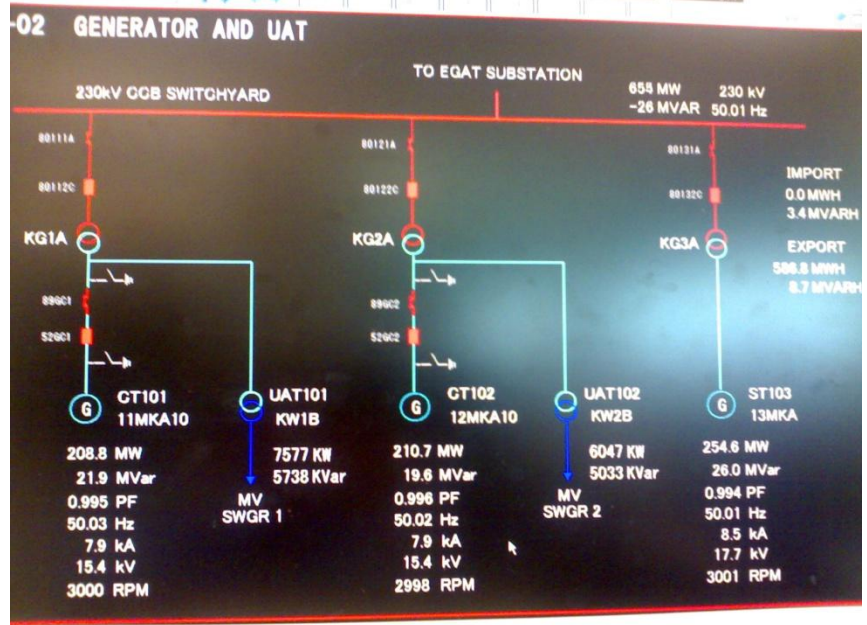 -02 GENERATOR AND UAT
TO EGAT SUBSTATION
230kV CCB SWITCHYARD
658 MW 230 kV
-26 MVAR 50.01 Hz
80111A
80121A
80131A
80112C
80122C
80132C
IMPORT
0.0 MWH
3.4 MVARH
KG1A
KG2A
KG3A
EXPORT
586.8 MWH
8.7 MVARH
89GC1
89GC2
52GC1
52GC2
G
CT101
11MKA10
UAT101
KW1B
G
CT102
12MKA10
UAT102
KW2B
G
ST103
13MKA
208.8 MW
21.9 MVar
0.995 PF
50.03 Hz
7.9 kA
15.4 kV
3000 RPM
7577 KW
5738 KVar
MV
SWGR 1
210.7 MW
19.6 MVar
0.996 PF
50.02 Hz
7.9 kA
15.4 kV
2998 RPM
6047 KW
5033 KVar
MV
SWGR 2
254.6 MW
26.0 MVar
0.994 PF
50.01 Hz
8.5 kA
17.7 kV
3001 RPM